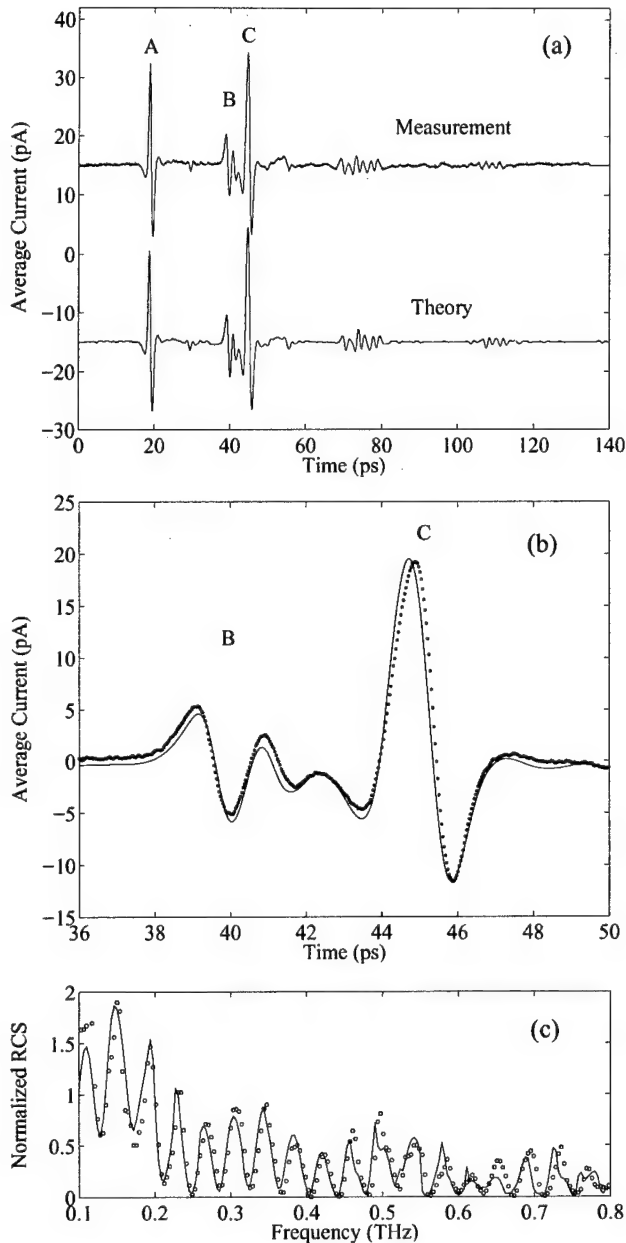 40
30
20
10
0
−10
−20
−30
Average Current (pA)
Average Current (pA)
A
B
C
(a)
Measurement
Theory
0 20 40 60 80 100 120 140
Time (ps)
25
20
15
10
5
0
−5
−10
−15
Average Current (pA)
B
C
(b)
36 38 40 42 44 46 48 50
Time (ps)
2
1.5
1
0.5
0
Normalized RCS
(c)
0.1 0.2 0.3 0.4 0.5 0.6 0.7 0.8
Frequency (THz)